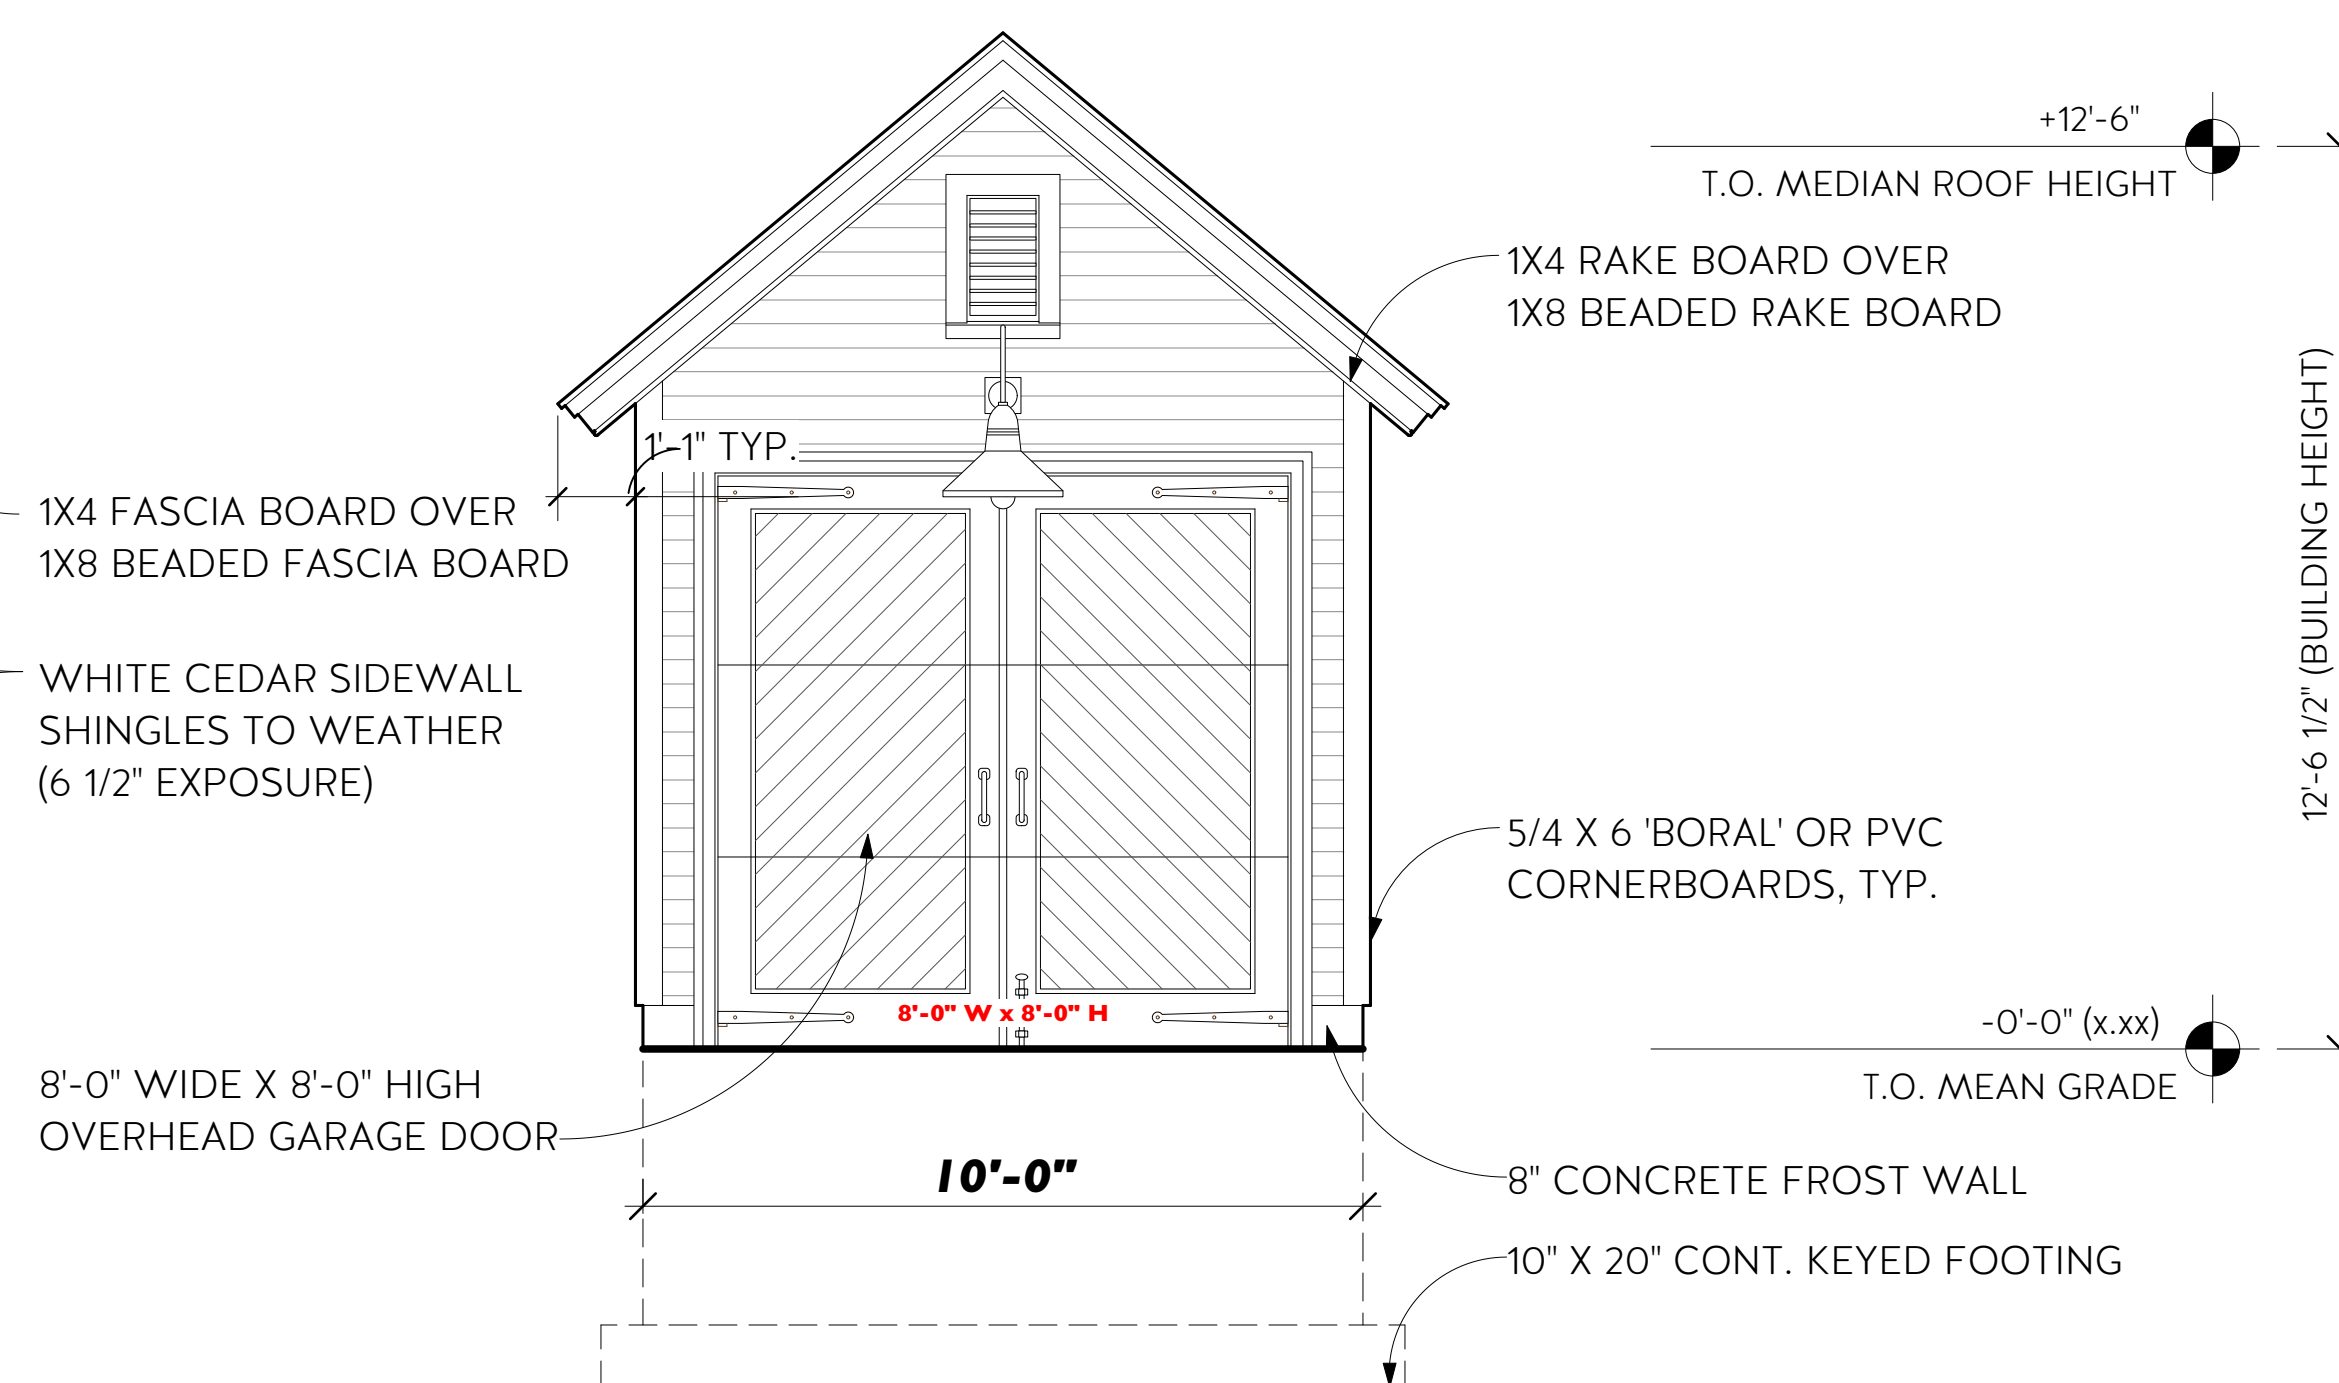 +12'-6"
T.O. MEDIAN ROOF HEIGHT
1X4 RAKE BOARD OVER
1X8 BEADED RAKE BOARD
12'-6 1/2" (BUILDING HEIGHT)
1'-1" TYP.
1X4 FASCIA BOARD OVER
1X8 BEADED FASCIA BOARD
WHITE CEDAR SIDEWALL
SHINGLES TO WEATHER
(6 1/2" EXPOSURE)
5/4 X 6 'BORAL' OR PVC
CORNERBOARDS, TYP.
8'-0" W x 8'-0" H
-0'-0" (x.xx)
T.O. MEAN GRADE
8'-0" WIDE X 8'-0" HIGH
OVERHEAD GARAGE DOOR
10'-0"
8" CONCRETE FROST WALL
10" X 20" CONT. KEYED FOOTING